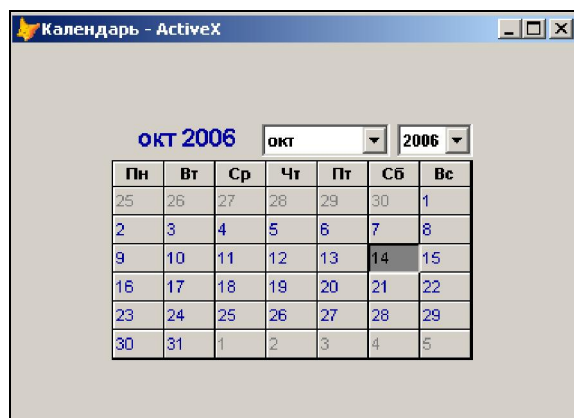 Календарь - ActiveX
окт 2006 окт 2006
Пн Вт Ср Чт Пт Сб Вс
25 26 27 28 29 30 1
2 3 4 5 6 7 8
9 10 11 12 13 14 15
16 17 18 19 20 21 22
23 24 25 26 27 28 29
30 31 1 2 3 4 5